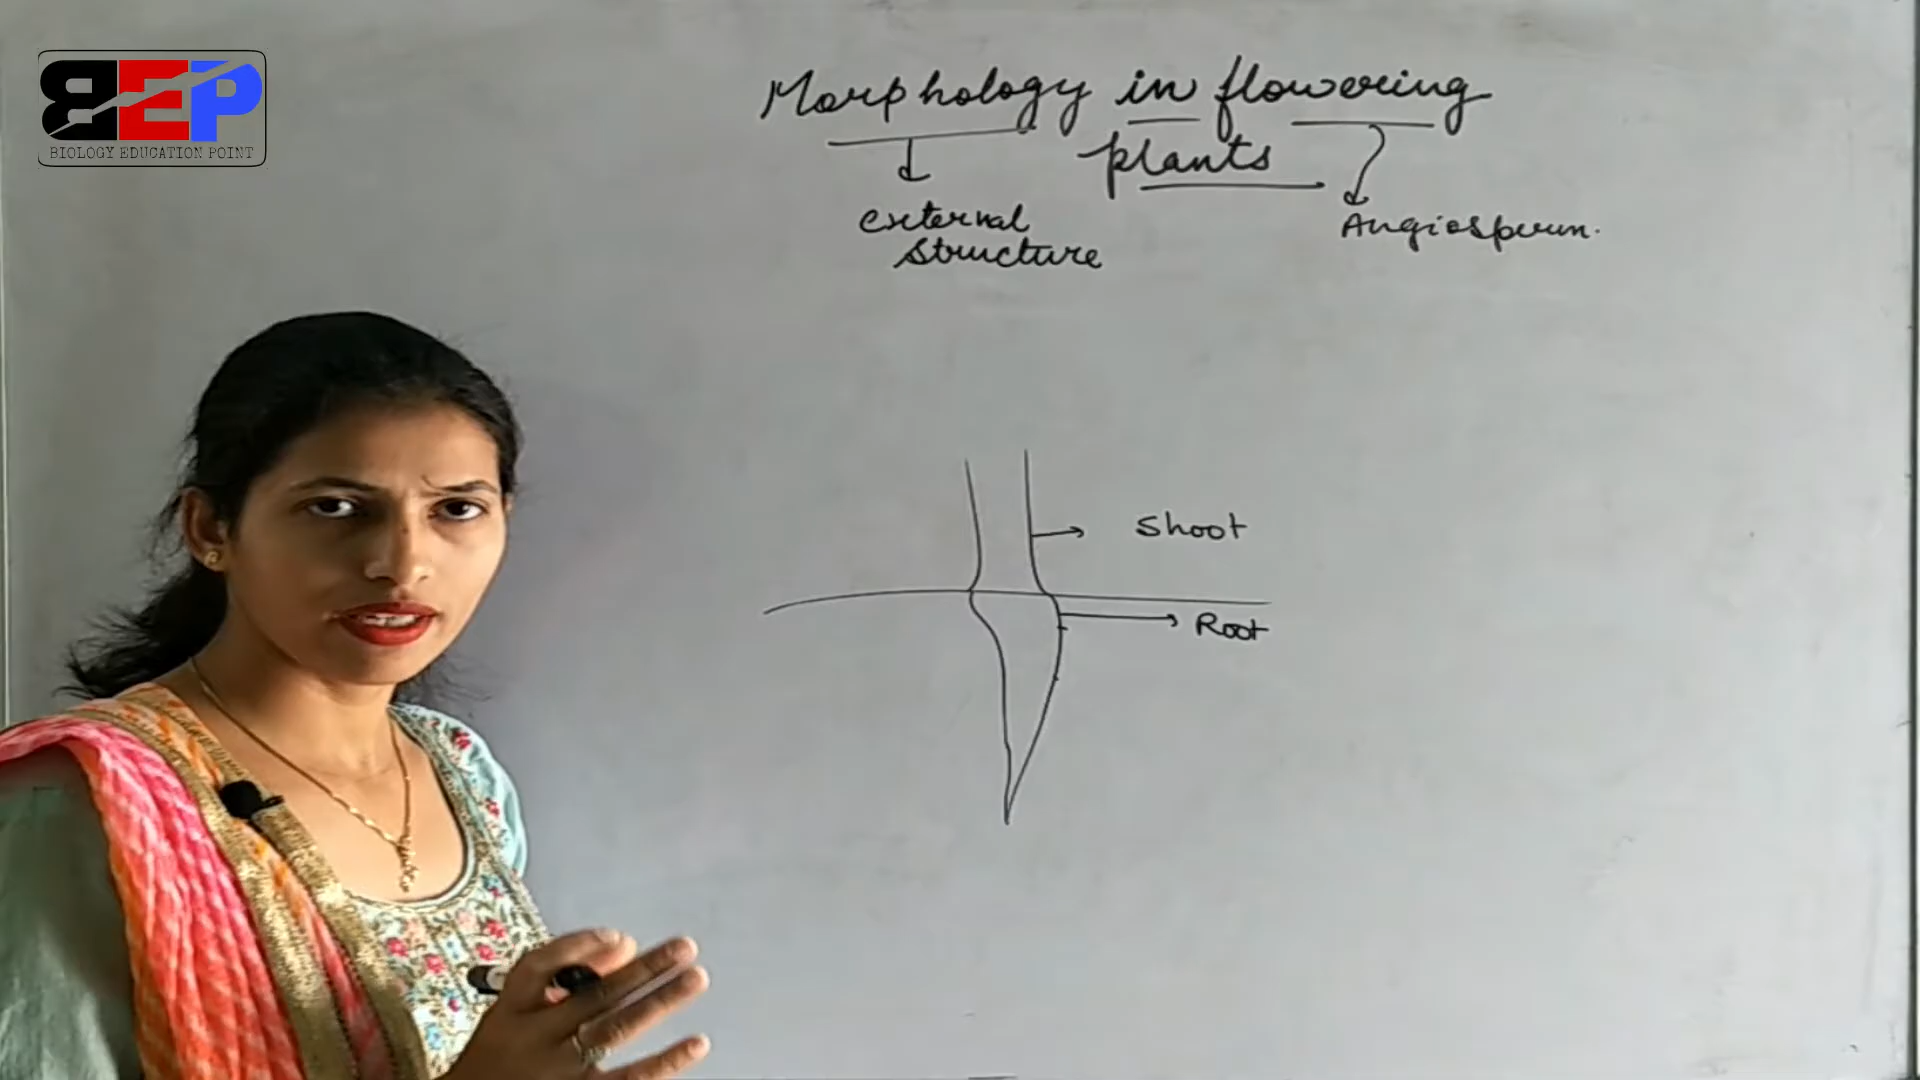 BEP
BIOLOGY EDUCATION POINT
Morphology in flowering
plants
external
structure
Angiosperm.
Shoot
Root